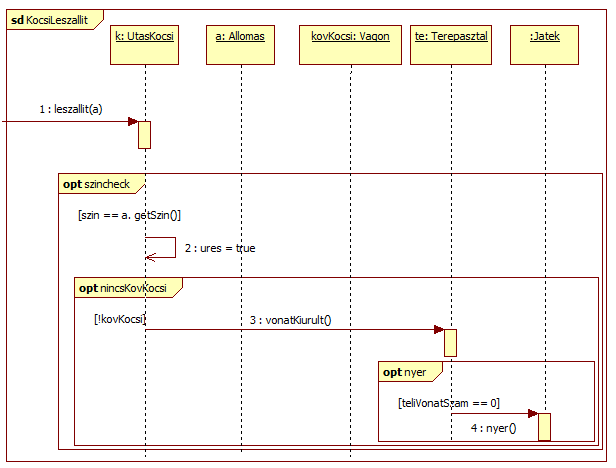 sd KocsiLeszallit
k: UtasKocsi
a: Allomas
kovKocsi: Vagon
te: Terepasztal
:Jatek
1 : leszallit(a)
opt szincheck
[szin == a. getSzin()]
2 : ures = true
opt nincsKovKocsi
[!kovKocsi]
3 : vonatKiurult()
opt nyer
[teliVonatSzam == 0]
4 : nyer()